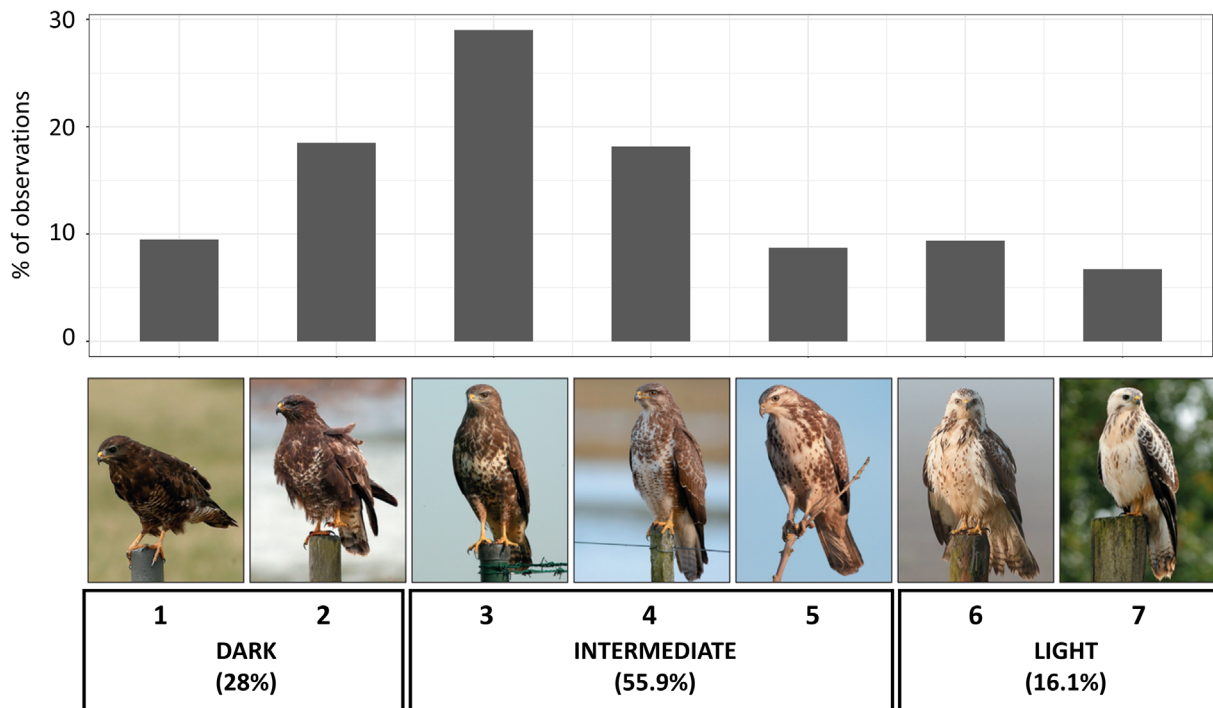 30
20
10
0
% of observations
1 2 3 4 5 6 7
DARK INTERMEDIATE LIGHT
(28%) (55.9%) (16.1%)